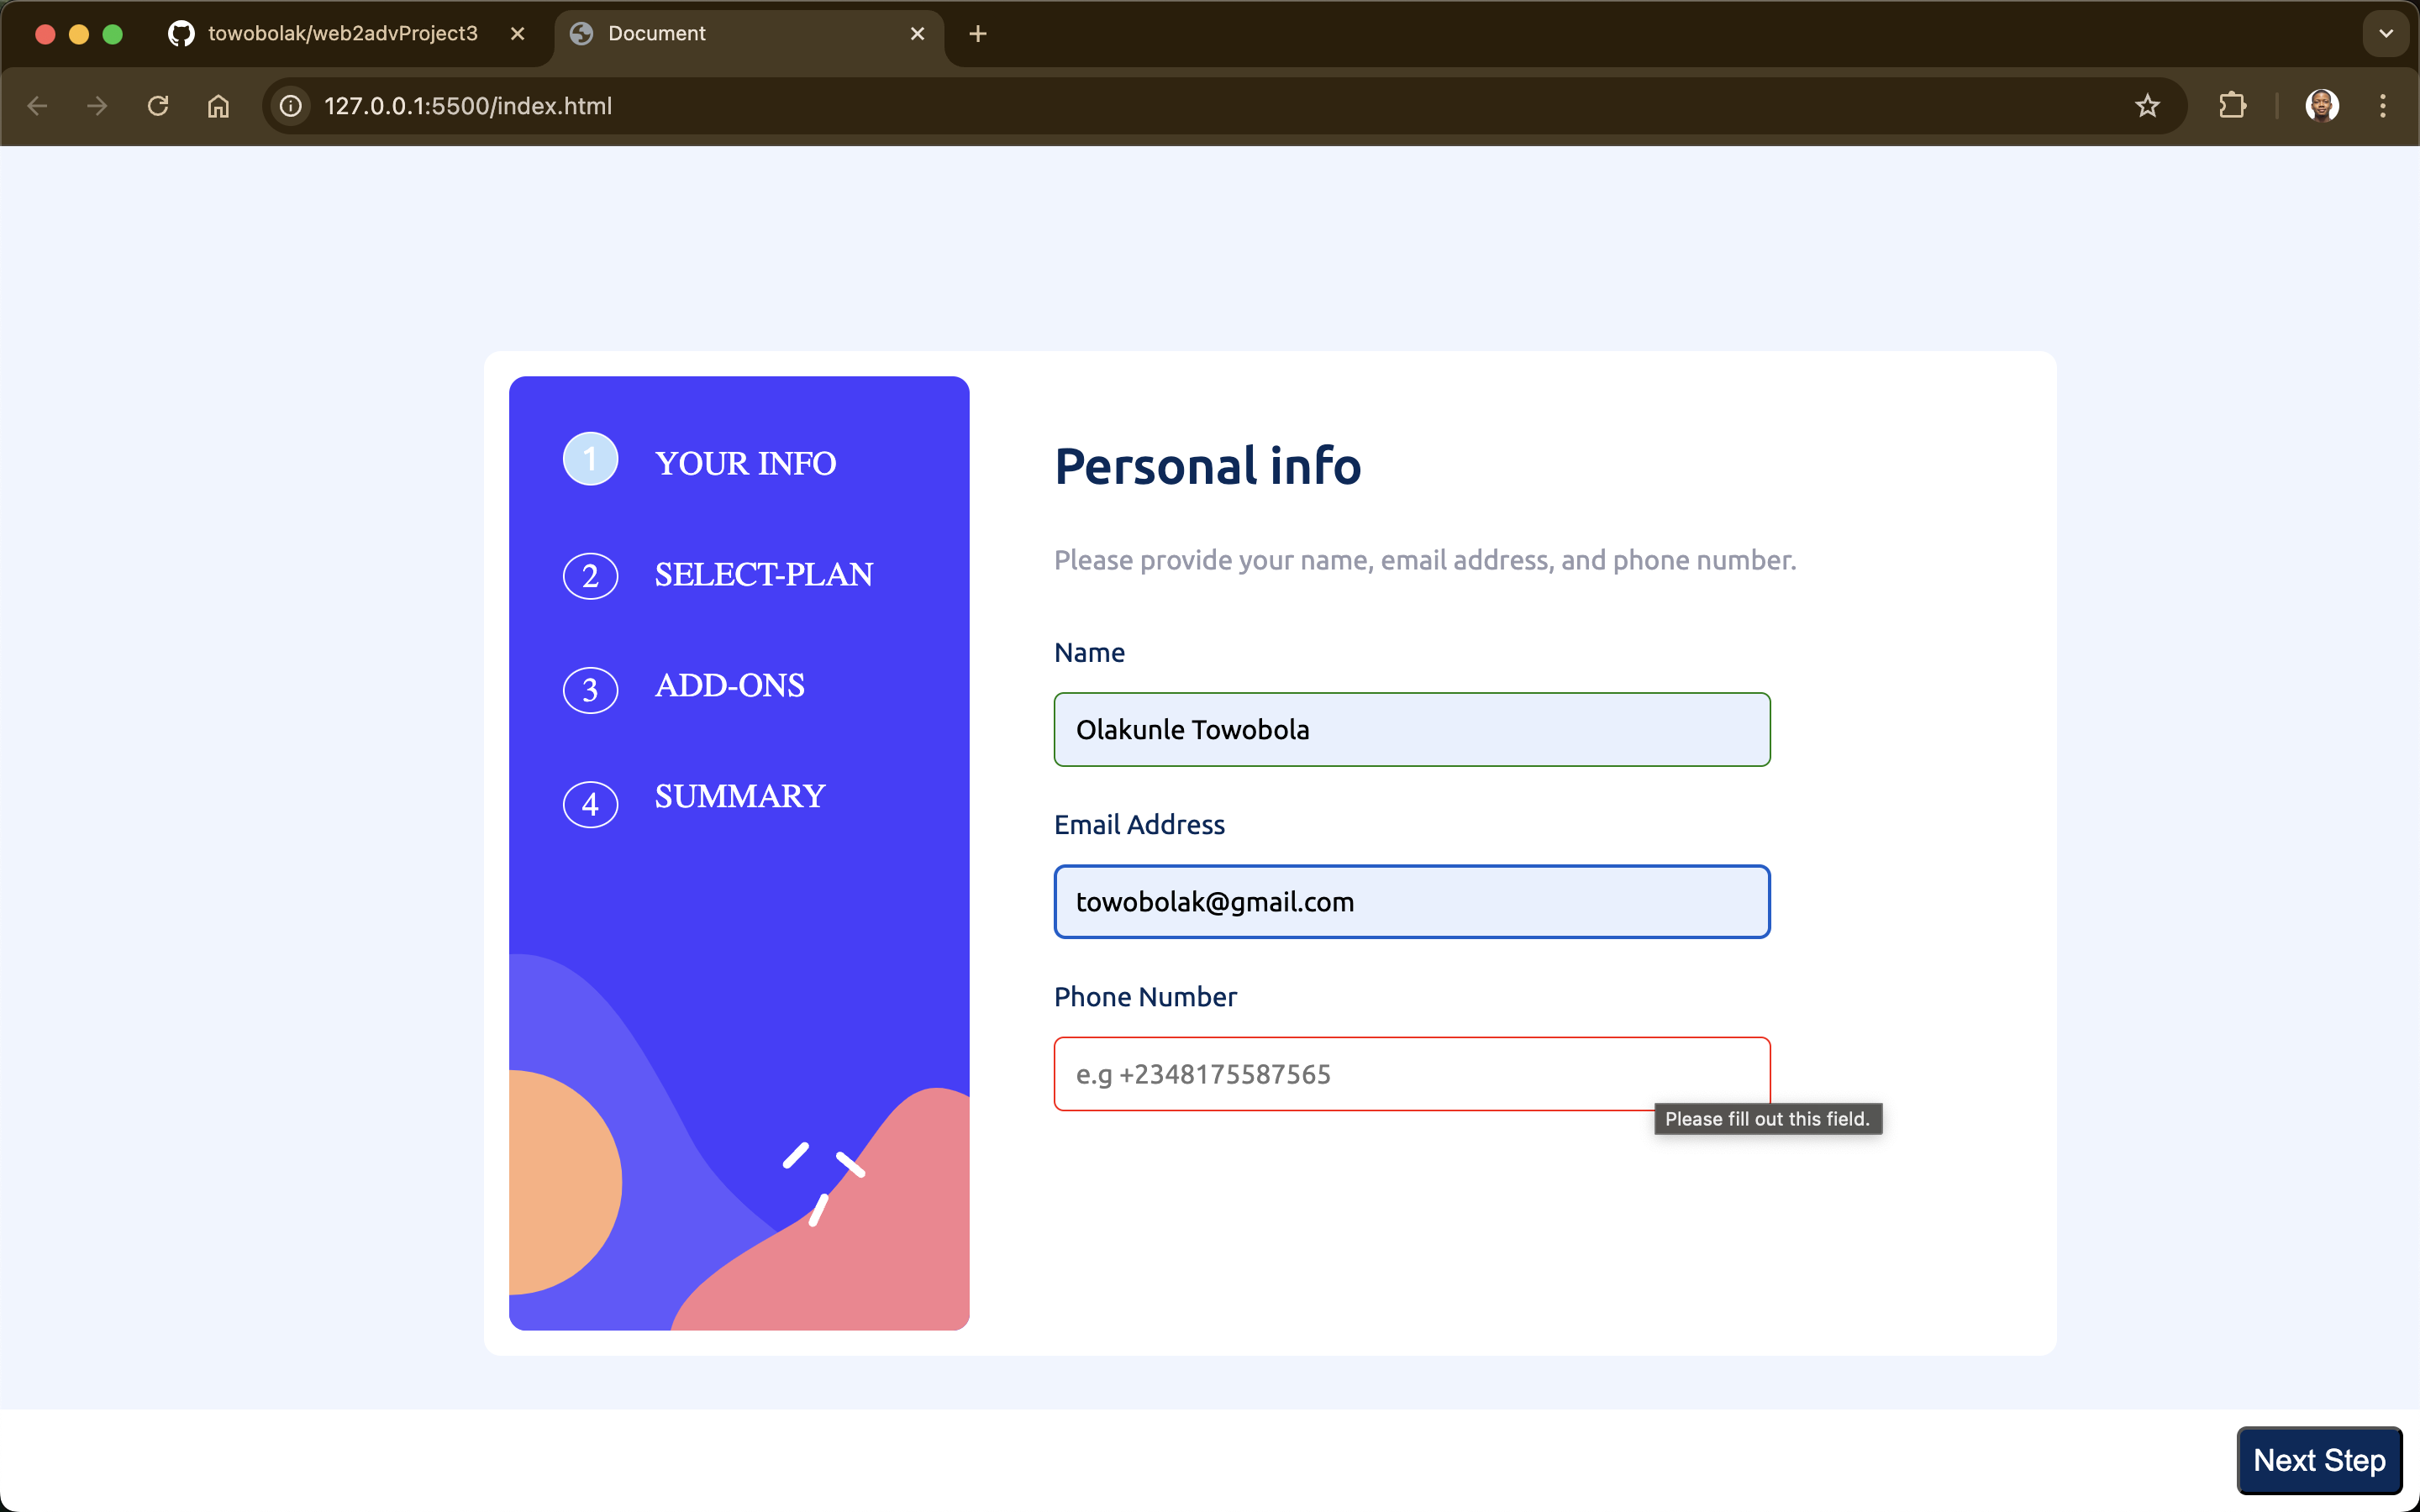 towobolak/web2advProject3
Document
127.0.0.1:5500/index.html
1 YOUR INFO
2 SELECT-PLAN
3 ADD-ONS
4 SUMMARY
Personal info
Please provide your name, email address, and phone number.
Name
Olakunle Towobola
Email Address
towobolak@gmail.com
Phone Number
e.g +2348175587565
Please fill out this field.
Next Step